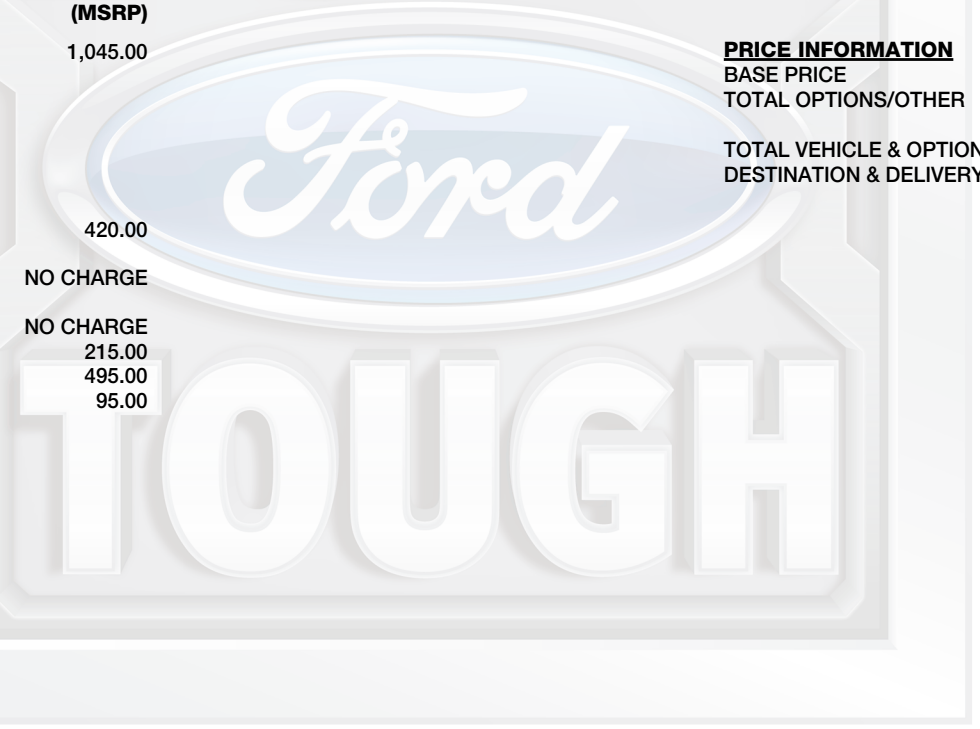 (MSRP)
1,045.00
420.00
NO CHARGE
NO CHARGE
215.00
495.00
95.00
PRICE INFORMATION
BASE PRICE
TOTAL OPTIONS/OTHER
TOTAL VEHICLE & OPTION
DESTINATION & DELIVERY
Ford
TOUGH